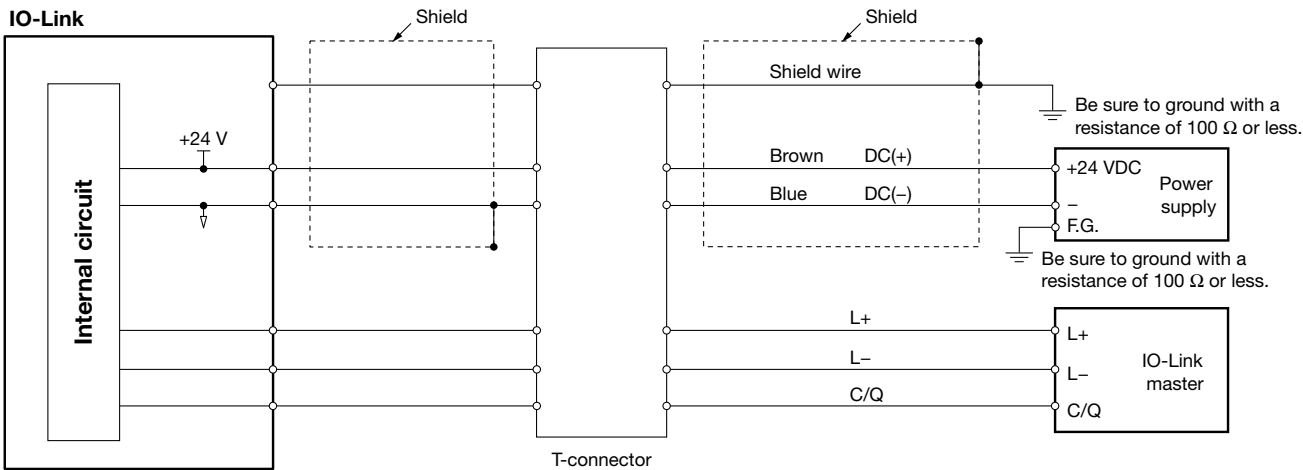 IO-Link
Shield
Shield
Shield wire
Be sure to ground with a
resistance of 100 Ω or less.
+24 V
Brown DC(+)
+24 VDC
Power
supply
Blue DC(−)
−
F.G.
Be sure to ground with a
resistance of 100 Ω or less.
Internal circuit
L+
L+
L−
L−
IO-Link
master
C/Q
C/Q
T-connector